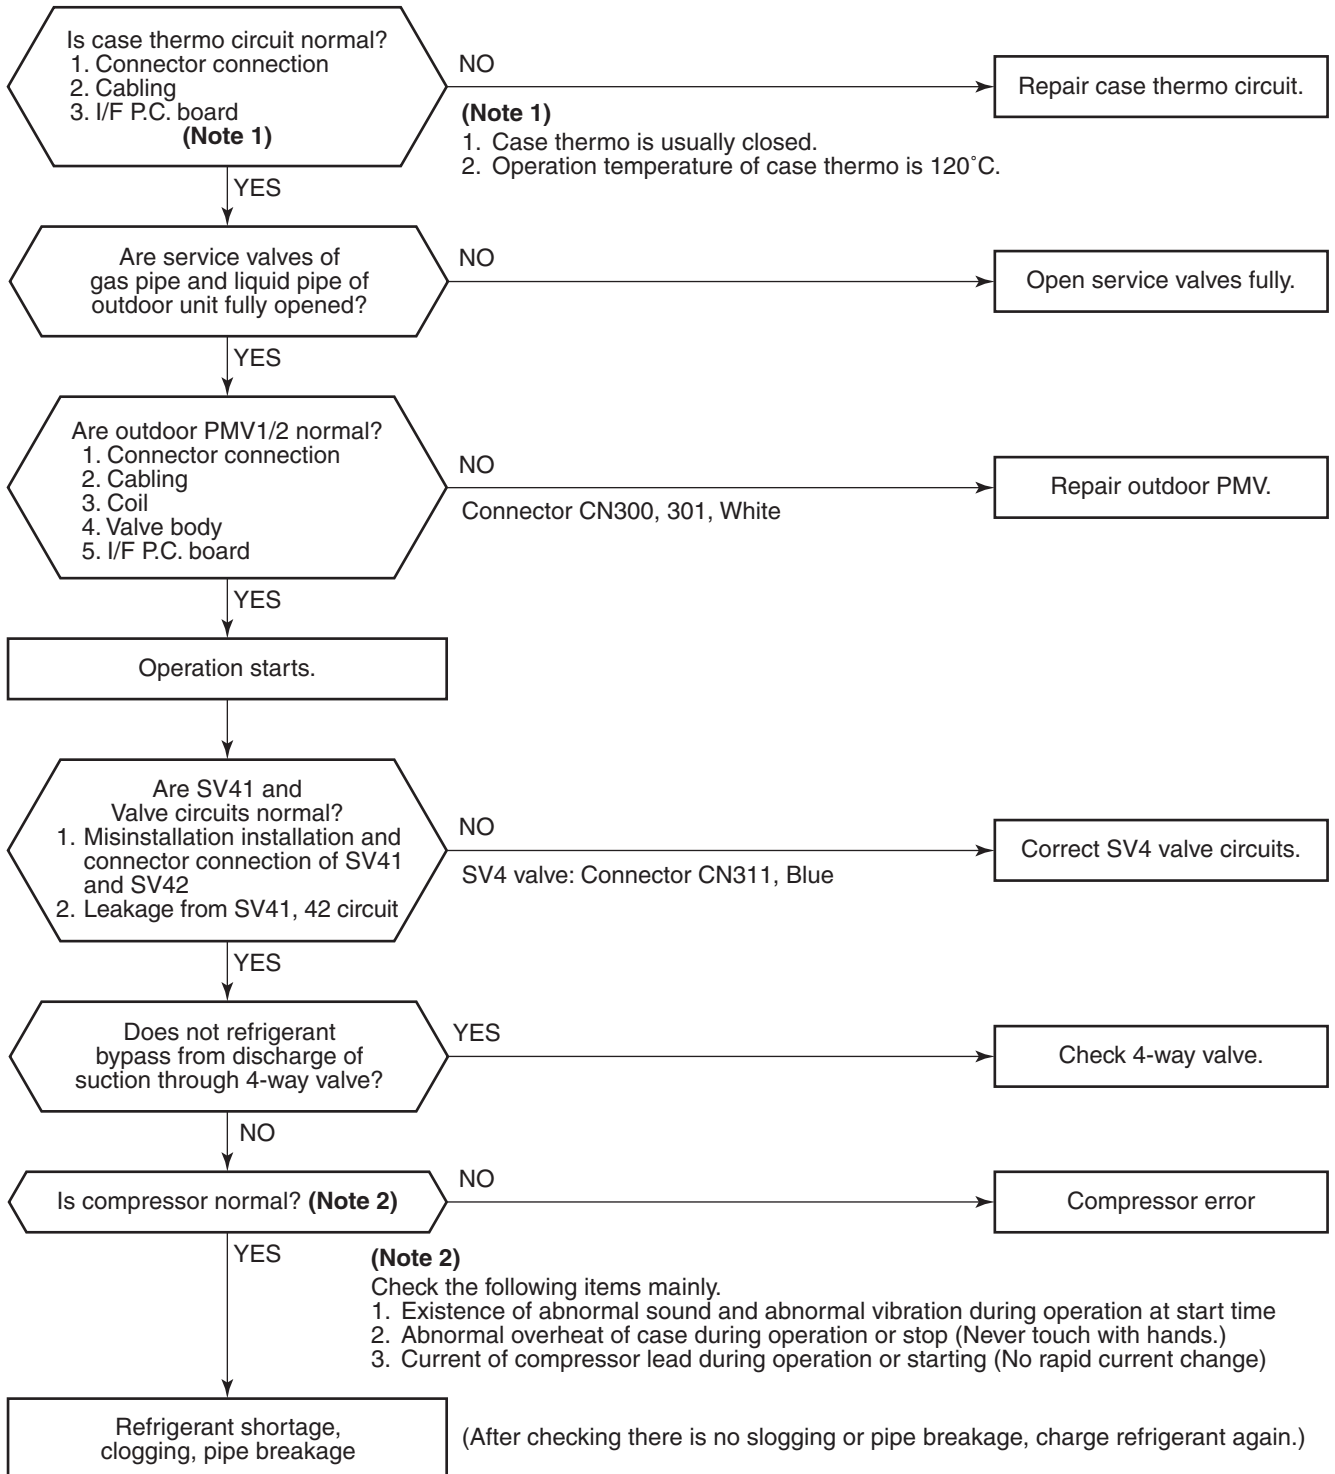 Is case thermo circuit normal?
1. Connector connection
2. Cabling
3. I/F P.C. board
(Note 1)
NO
Repair case thermo circuit.
(Note 1)
1. Case thermo is usually closed.
2. Operation temperature of case thermo is 120˚C.
YES
Are service valves of
gas pipe and liquid pipe of
outdoor unit fully opened?
NO
Open service valves fully.
YES
Are outdoor PMV1/2 normal?
1. Connector connection
2. Cabling
3. Coil
4. Valve body
5. I/F P.C. board
NO
Connector CN300, 301, White
Repair outdoor PMV.
YES
Operation starts.
Are SV41 and
Valve circuits normal?
1. Misinstallation installation and
connector connection of SV41
and SV42
2. Leakage from SV41, 42 circuit
NO
SV4 valve: Connector CN311, Blue
Correct SV4 valve circuits.
YES
Does not refrigerant
bypass from discharge of
suction through 4-way valve?
YES
Check 4-way valve.
NO
Is compressor normal? (Note 2)
NO
Compressor error
YES
(Note 2)
Check the following items mainly.
1. Existence of abnormal sound and abnormal vibration during operation at start time
2. Abnormal overheat of case during operation or stop (Never touch with hands.)
3. Current of compressor lead during operation or starting (No rapid current change)
Refrigerant shortage,
clogging, pipe breakage
(After checking there is no slogging or pipe breakage, charge refrigerant again.)